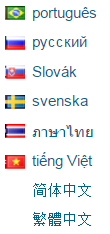 português
русский
Slovák
svenska
ภาษาไทย
tiếng Việt
简体中文
繁體中文